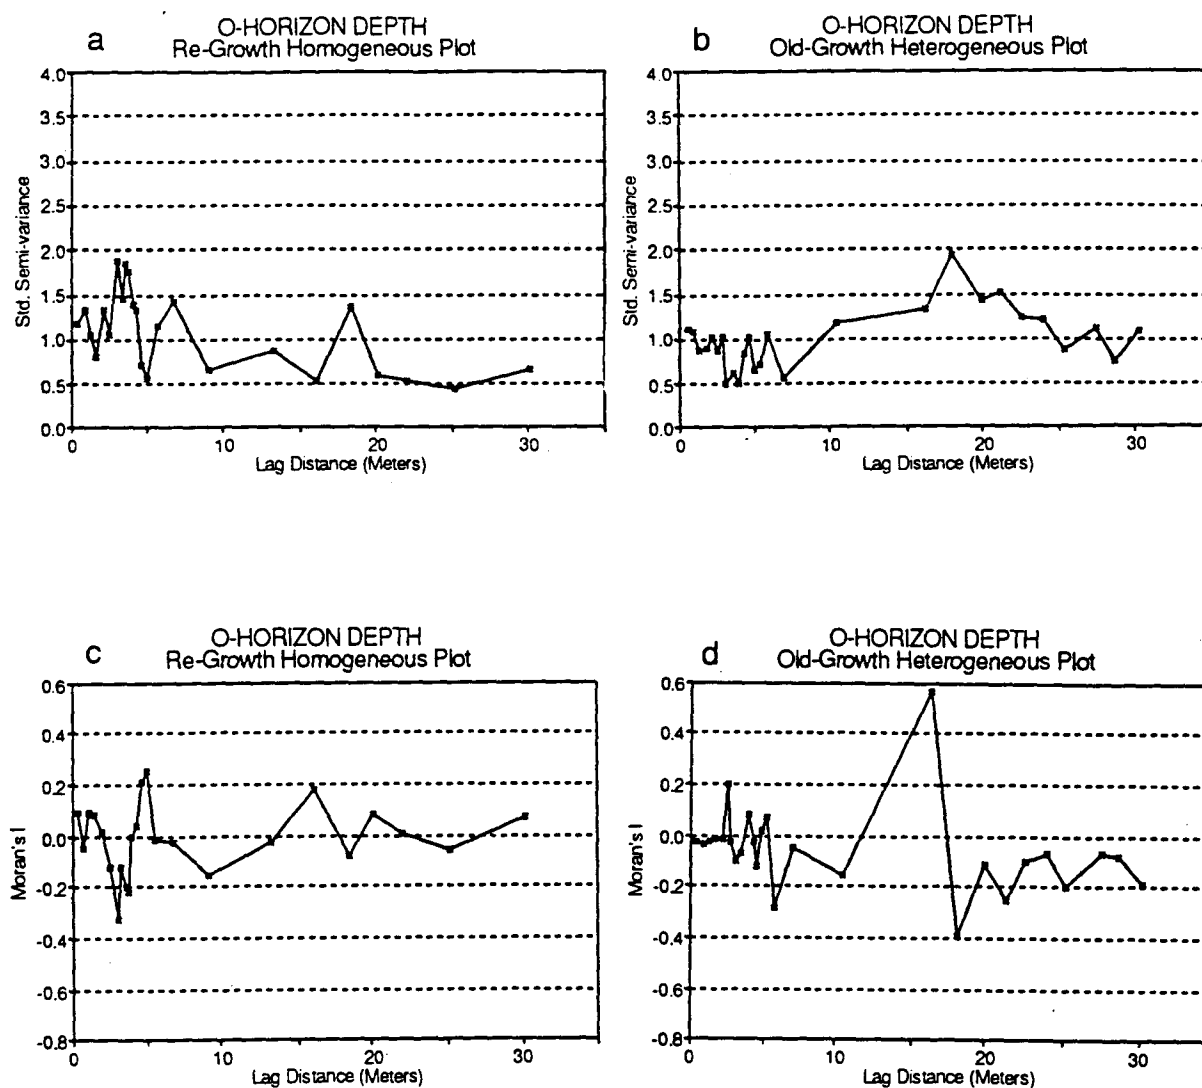 a
O-HORIZON DEPTH
Re-Growth Homogeneous Plot
4.0
3.5
3.0
2.5
2.0
1.5
1.0
0.5
0.0
Std. Semi-variance
0 10 20 30
Lag Distance (Meters)
b
O-HORIZON DEPTH
Old-Growth Heterogeneous Plot
4.0
3.5
3.0
2.5
2.0
1.5
1.0
0.5
0.0
Std. Semi-variance
0 10 20 30
Lag Distance (Meters)
c
O-HORIZON DEPTH
Re-Growth Homogeneous Plot
0.6
0.4
0.2
0.0
-0.2
-0.4
-0.6
-0.8
Moran's I
0 10 20 30
Lag Distance (Meters)
d
O-HORIZON DEPTH
Old-Growth Heterogeneous Plot
0.6
0.4
0.2
0.0
-0.2
-0.4
-0.6
-0.8
Moran's I
0 10 20 30
Lag Distance (Meters)